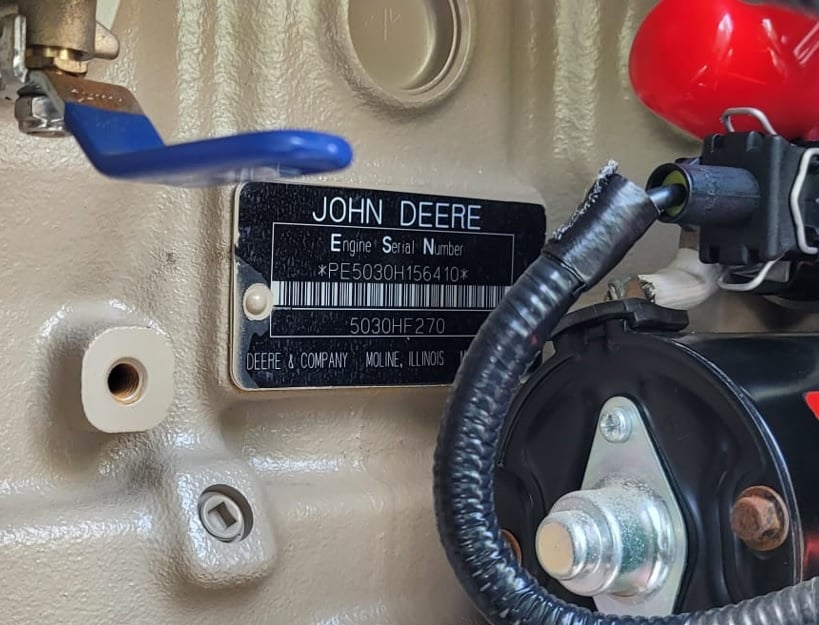 JOHN DEERE
Engine Serial Number
*PE5030H156410*
5030HF270
DEERE & COMPANY MOLINE, ILLINOIS